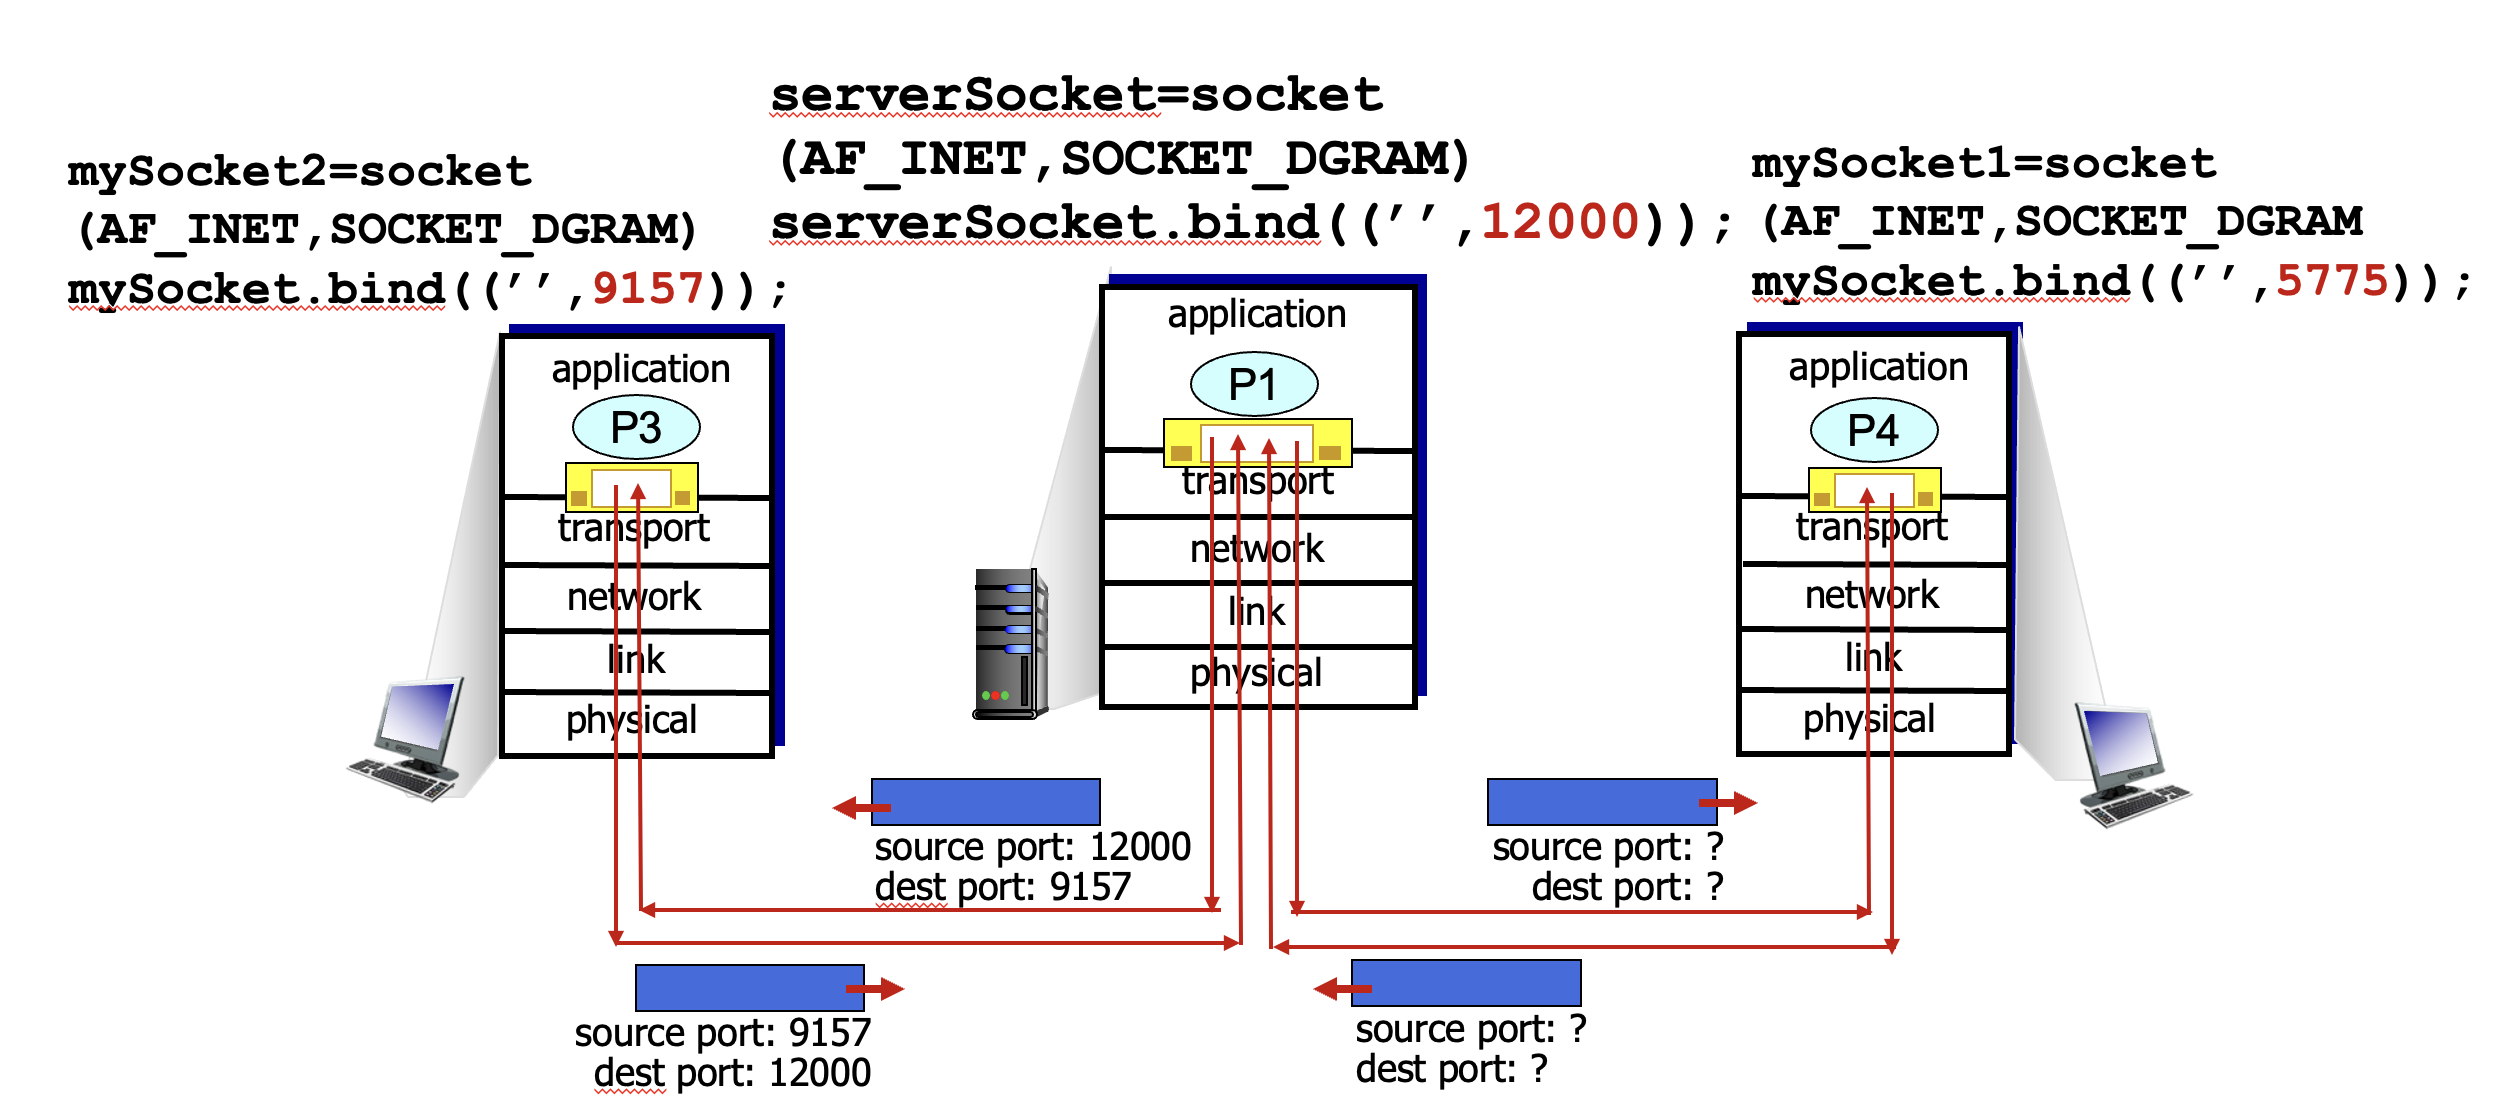 serverSocket=socket
(AF_INET,SOCKET_DGRAM)
serverSocket.bind((’’,12000));
mySocket2=socket
(AF_INET,SOCKET_DGRAM)
mySocket.bind((’’,9157));
mySocket1=socket
(AF_INET,SOCKET_DGRAM
mySocket.bind((’’,5775));
application
P3
transport
network
link
physical
application
P1
transport
network
link
physical
application
P4
transport
network
link
physical
source port: 12000
dest port: 9157
source port: ?
dest port: ?
source port: 9157
dest port: 12000
source port: ?
dest port: ?